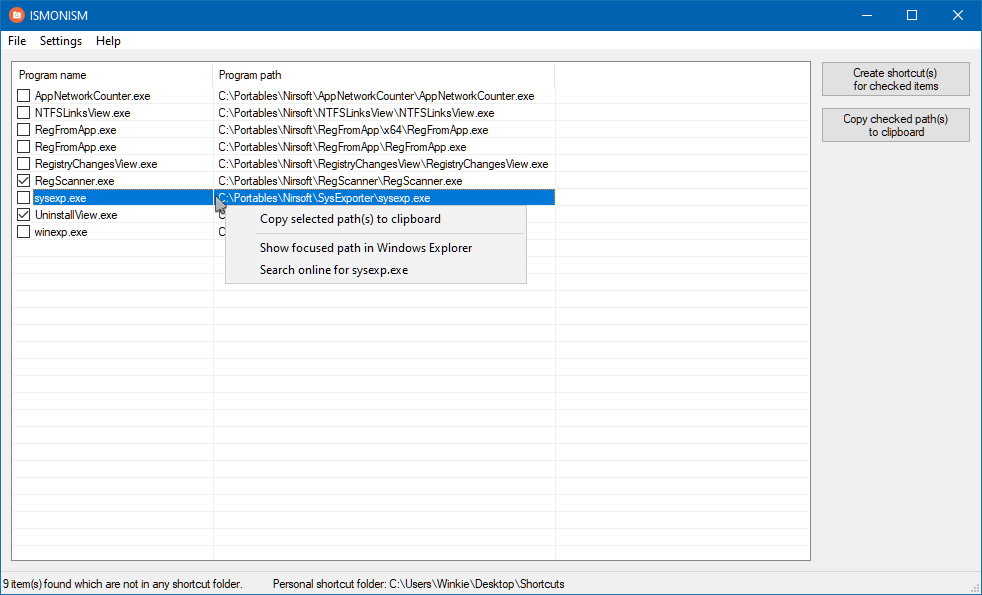 ISMONISM
File Settings Help
Program name Program path
AppNetworkCounter.exe C:\Portables\Nirsoft\AppNetworkCounter\AppNetworkCounter.exe
NTFSLinksView.exe C:\Portables\Nirsoft\NTFSLinksView\NTFSLinksView.exe
RegFromApp.exe C:\Portables\Nirsoft\RegFromApp\x64\RegFromApp.exe
RegFromApp.exe C:\Portables\Nirsoft\RegFromApp\RegFromApp.exe
RegistryChangesView.exe C:\Portables\Nirsoft\RegistryChangesView\RegistryChangesView.exe
RegScanner.exe C:\Portables\Nirsoft\RegScanner\RegScanner.exe
sysexp.exe C:\Portables\Nirsoft\SysExporter\sysexp.exe
UninstallView.exe
winexp.exe C
Copy selected path(s) to clipboard
Show focused path in Windows Explorer
Search online for sysexp.exe
Create shortcut(s)
for checked items
Copy checked path(s)
to clipboard
9 item(s) found which are not in any shortcut folder. Personal shortcut folder: C:\Users\Winkie\Desktop\Shortcuts